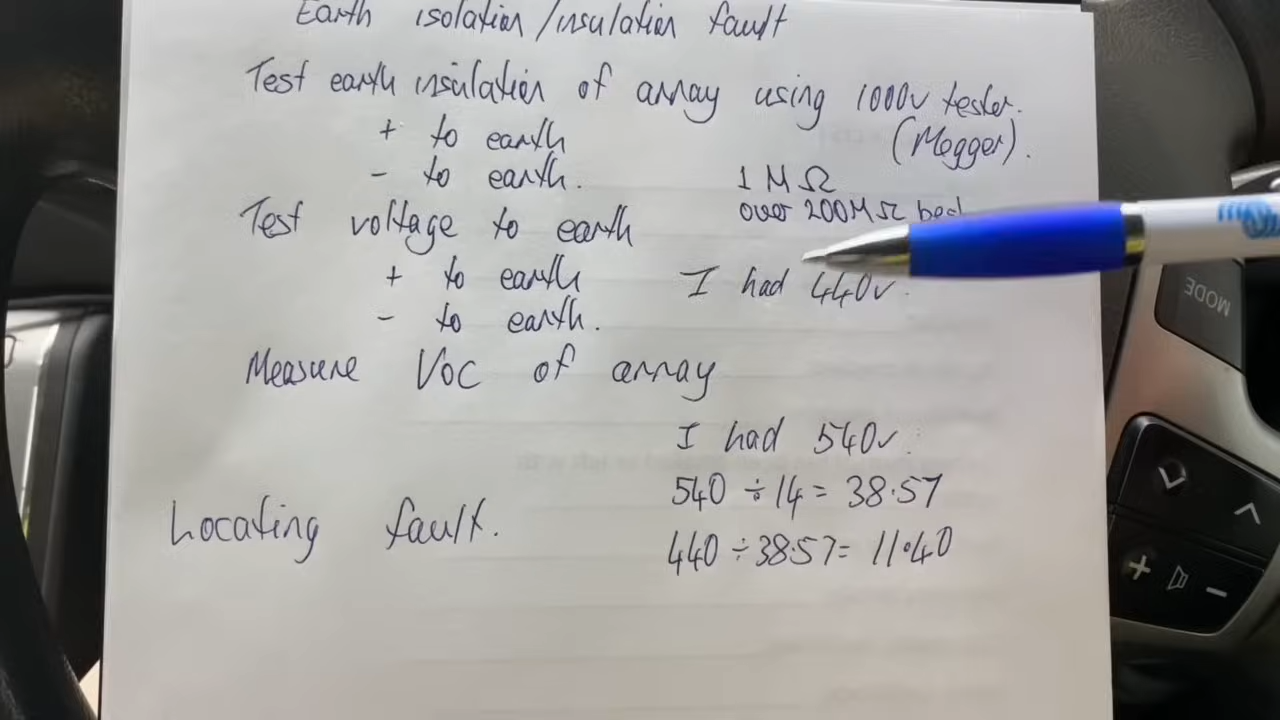 Earth isolation/insulation fault
Test earth insulation of array using 1000v tester.
+ to earth
(Megger).
- to earth.
1 M Ω
over 200M Ω best
Test voltage to earth
+ to earth
I had 440v.
- to earth.
Measure Voc of array
I had 540v.
540 ÷ 14 = 38.57
Locating fault.
440 ÷ 38.57 = 11.40
MODE
+
-